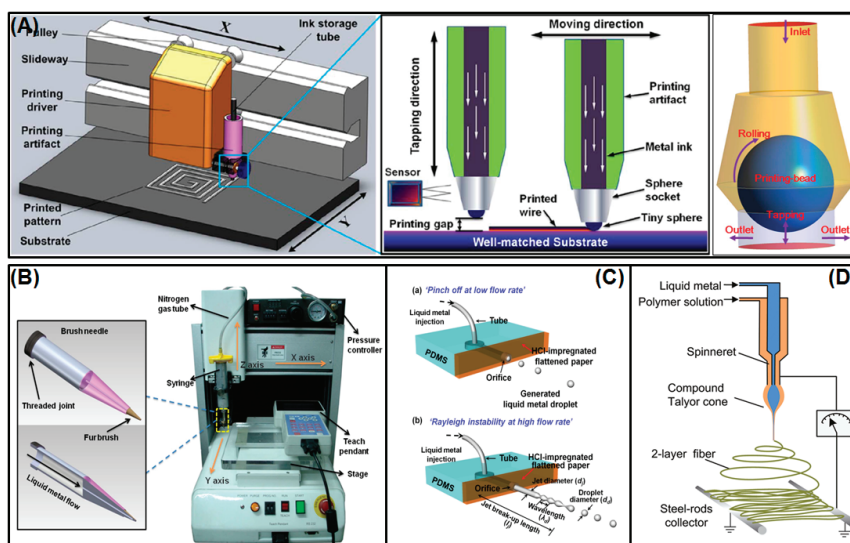 (A)
Pulley
Slideway
Printing
driver
Printing
artifact
Printed
pattern
Substrate
X
Ink storage
tube
Y
Tapping direction
Moving direction
Sensor
Printing gap
Printed
wire
Printing
artifact
Metal ink
Sphere
socket
Tiny sphere
Well-matched Substrate
Inlet
Rolling
Printing-bead
Tapping
Outlet
Outlet
(B)
Brush needle
Threaded joint
Fur brush
Liquid metal flow
Nitrogen
gas tube
Z axis
X axis
Syringe
Y axis
Pressure
controller
Teach
pendant
Stage
(C)
(a) 'Pinch off at low flow rate'
Liquid metal
injection
Tube
PDMS
HCl-impregnated
flattened paper
Orifice
Generated
liquid metal droplet
(b) 'Rayleigh instability at high flow rate'
Liquid metal
injection
Tube
HCl-impregnated
flattened paper
PDMS
Orifice
Jet diameter (dj)
Droplet
diameter (dd)
Wavelength
(λd)
Jet break-up length
(lj)
(D)
Liquid metal
Polymer solution
Spinneret
Compound
Talyor cone
2-layer fiber
Steel-rods
collector